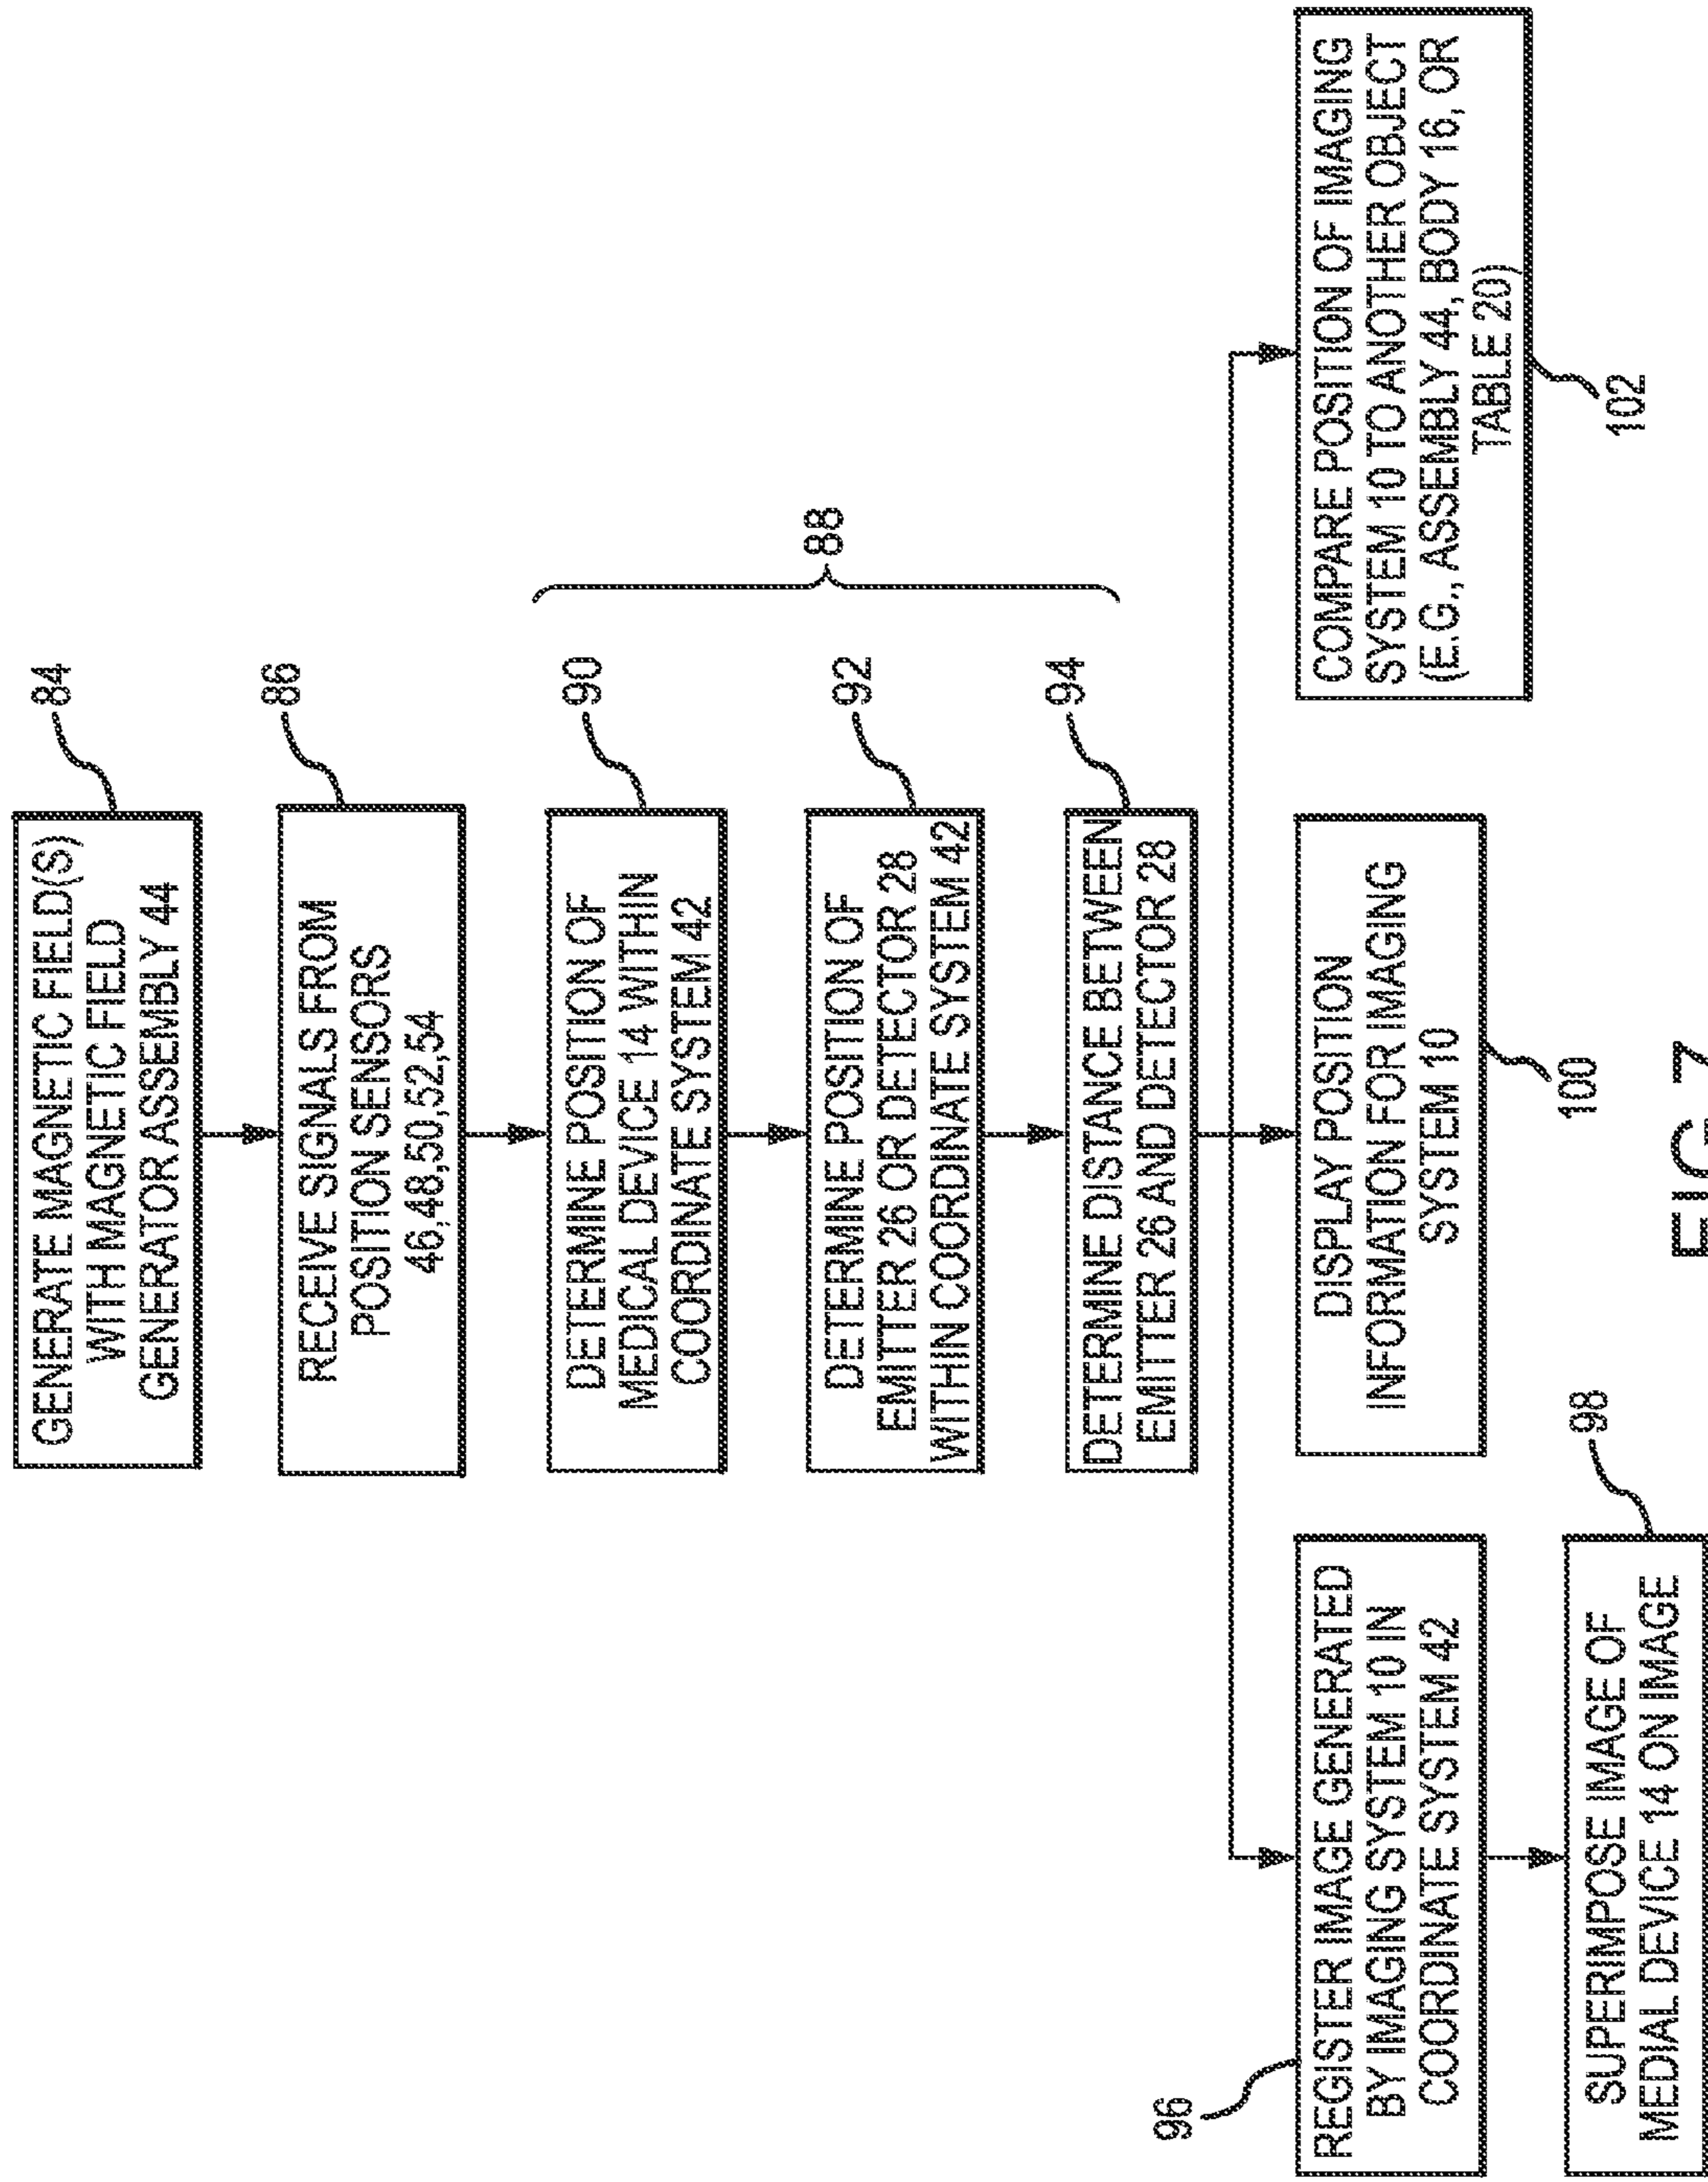 GENERATE MAGNETIC FIELD(S)
WITH MAGNETIC FIELD
GENERATOR ASSEMBLY 44
84
RECEIVE SIGNALS FROM
POSITION SENSORS
46,48,50,52,54
86
DETERMINE POSITION OF
MEDICAL DEVICE 14 WITHIN
COORDINATE SYSTEM 42
90
88
DETERMINE POSITION OF
EMITTER 26 OR DETECTOR 28
WITHIN COORDINATE SYSTEM 42
92
DETERMINE DISTANCE BETWEEN
EMITTER 26 AND DETECTOR 28
94
96
REGISTER IMAGE GENERATED
BY IMAGING SYSTEM 10 IN
COORDINATE SYSTEM 42
SUPERIMPOSE IMAGE OF
MEDIAL DEVICE 14 ON IMAGE
98
DISPLAY POSITION
INFORMATION FOR IMAGING
SYSTEM 10
100
COMPARE POSITION OF IMAGING
SYSTEM 10 TO ANOTHER OBJECT
(E.G., ASSEMBLY 44, BODY 16, OR
TABLE 20)
102
FIG. 7